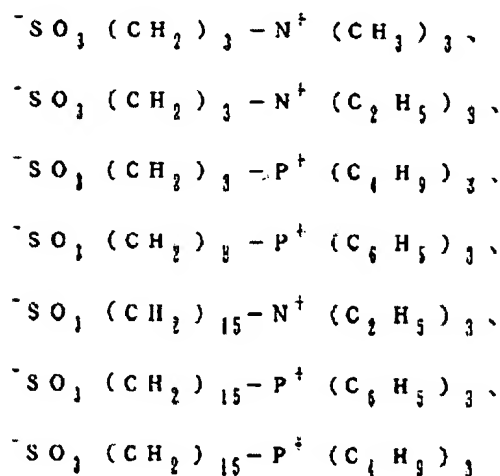 ⁻SO₃(CH₂)₃－N⁺(CH₃)₃、
⁻SO₃(CH₂)₃－N⁺(C₂H₅)₃、
⁻SO₃(CH₂)₃－P⁺(C₄H₉)₃、
⁻SO₃(CH₂)₈－P⁺(C₆H₅)₃、
⁻SO₃(CH₂)₁₅－N⁺(C₂H₅)₃、
⁻SO₃(CH₂)₁₅－P⁺(C₆H₅)₃、
⁻SO₃(CH₂)₁₅－P⁺(C₄H₉)₃